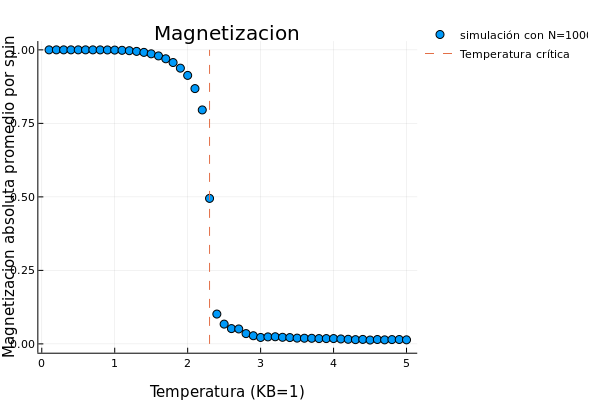 Magnetizacion
simulación con N=1000
Temperatura crítica
Magnetizacion absoluta promedio por spin
1.00
0.75
0.50
0.25
0.00
0 1 2 3 4 5
Temperatura (KB=1)